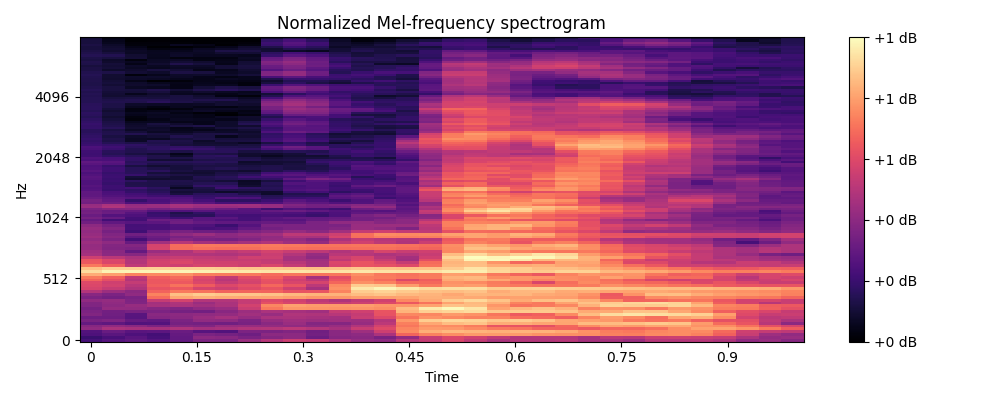 Normalized Mel-frequency spectrogram
Hz
4096
2048
1024
512
0
0 0.15 0.3 0.45 0.6 0.75 0.9
Time
+1 dB
+1 dB
+1 dB
+0 dB
+0 dB
+0 dB